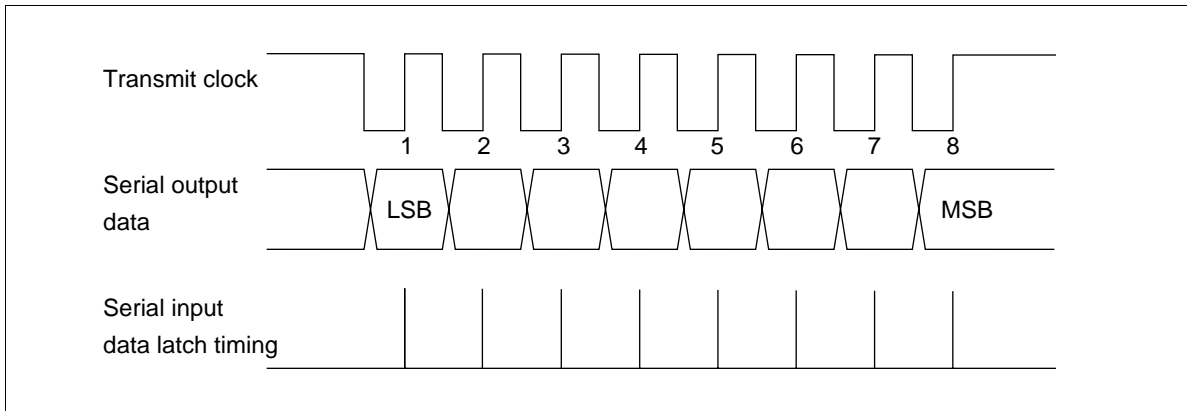 Transmit clock
1 2 3 4 5 6 7 8
Serial output
data
LSB
MSB
Serial input
data latch timing